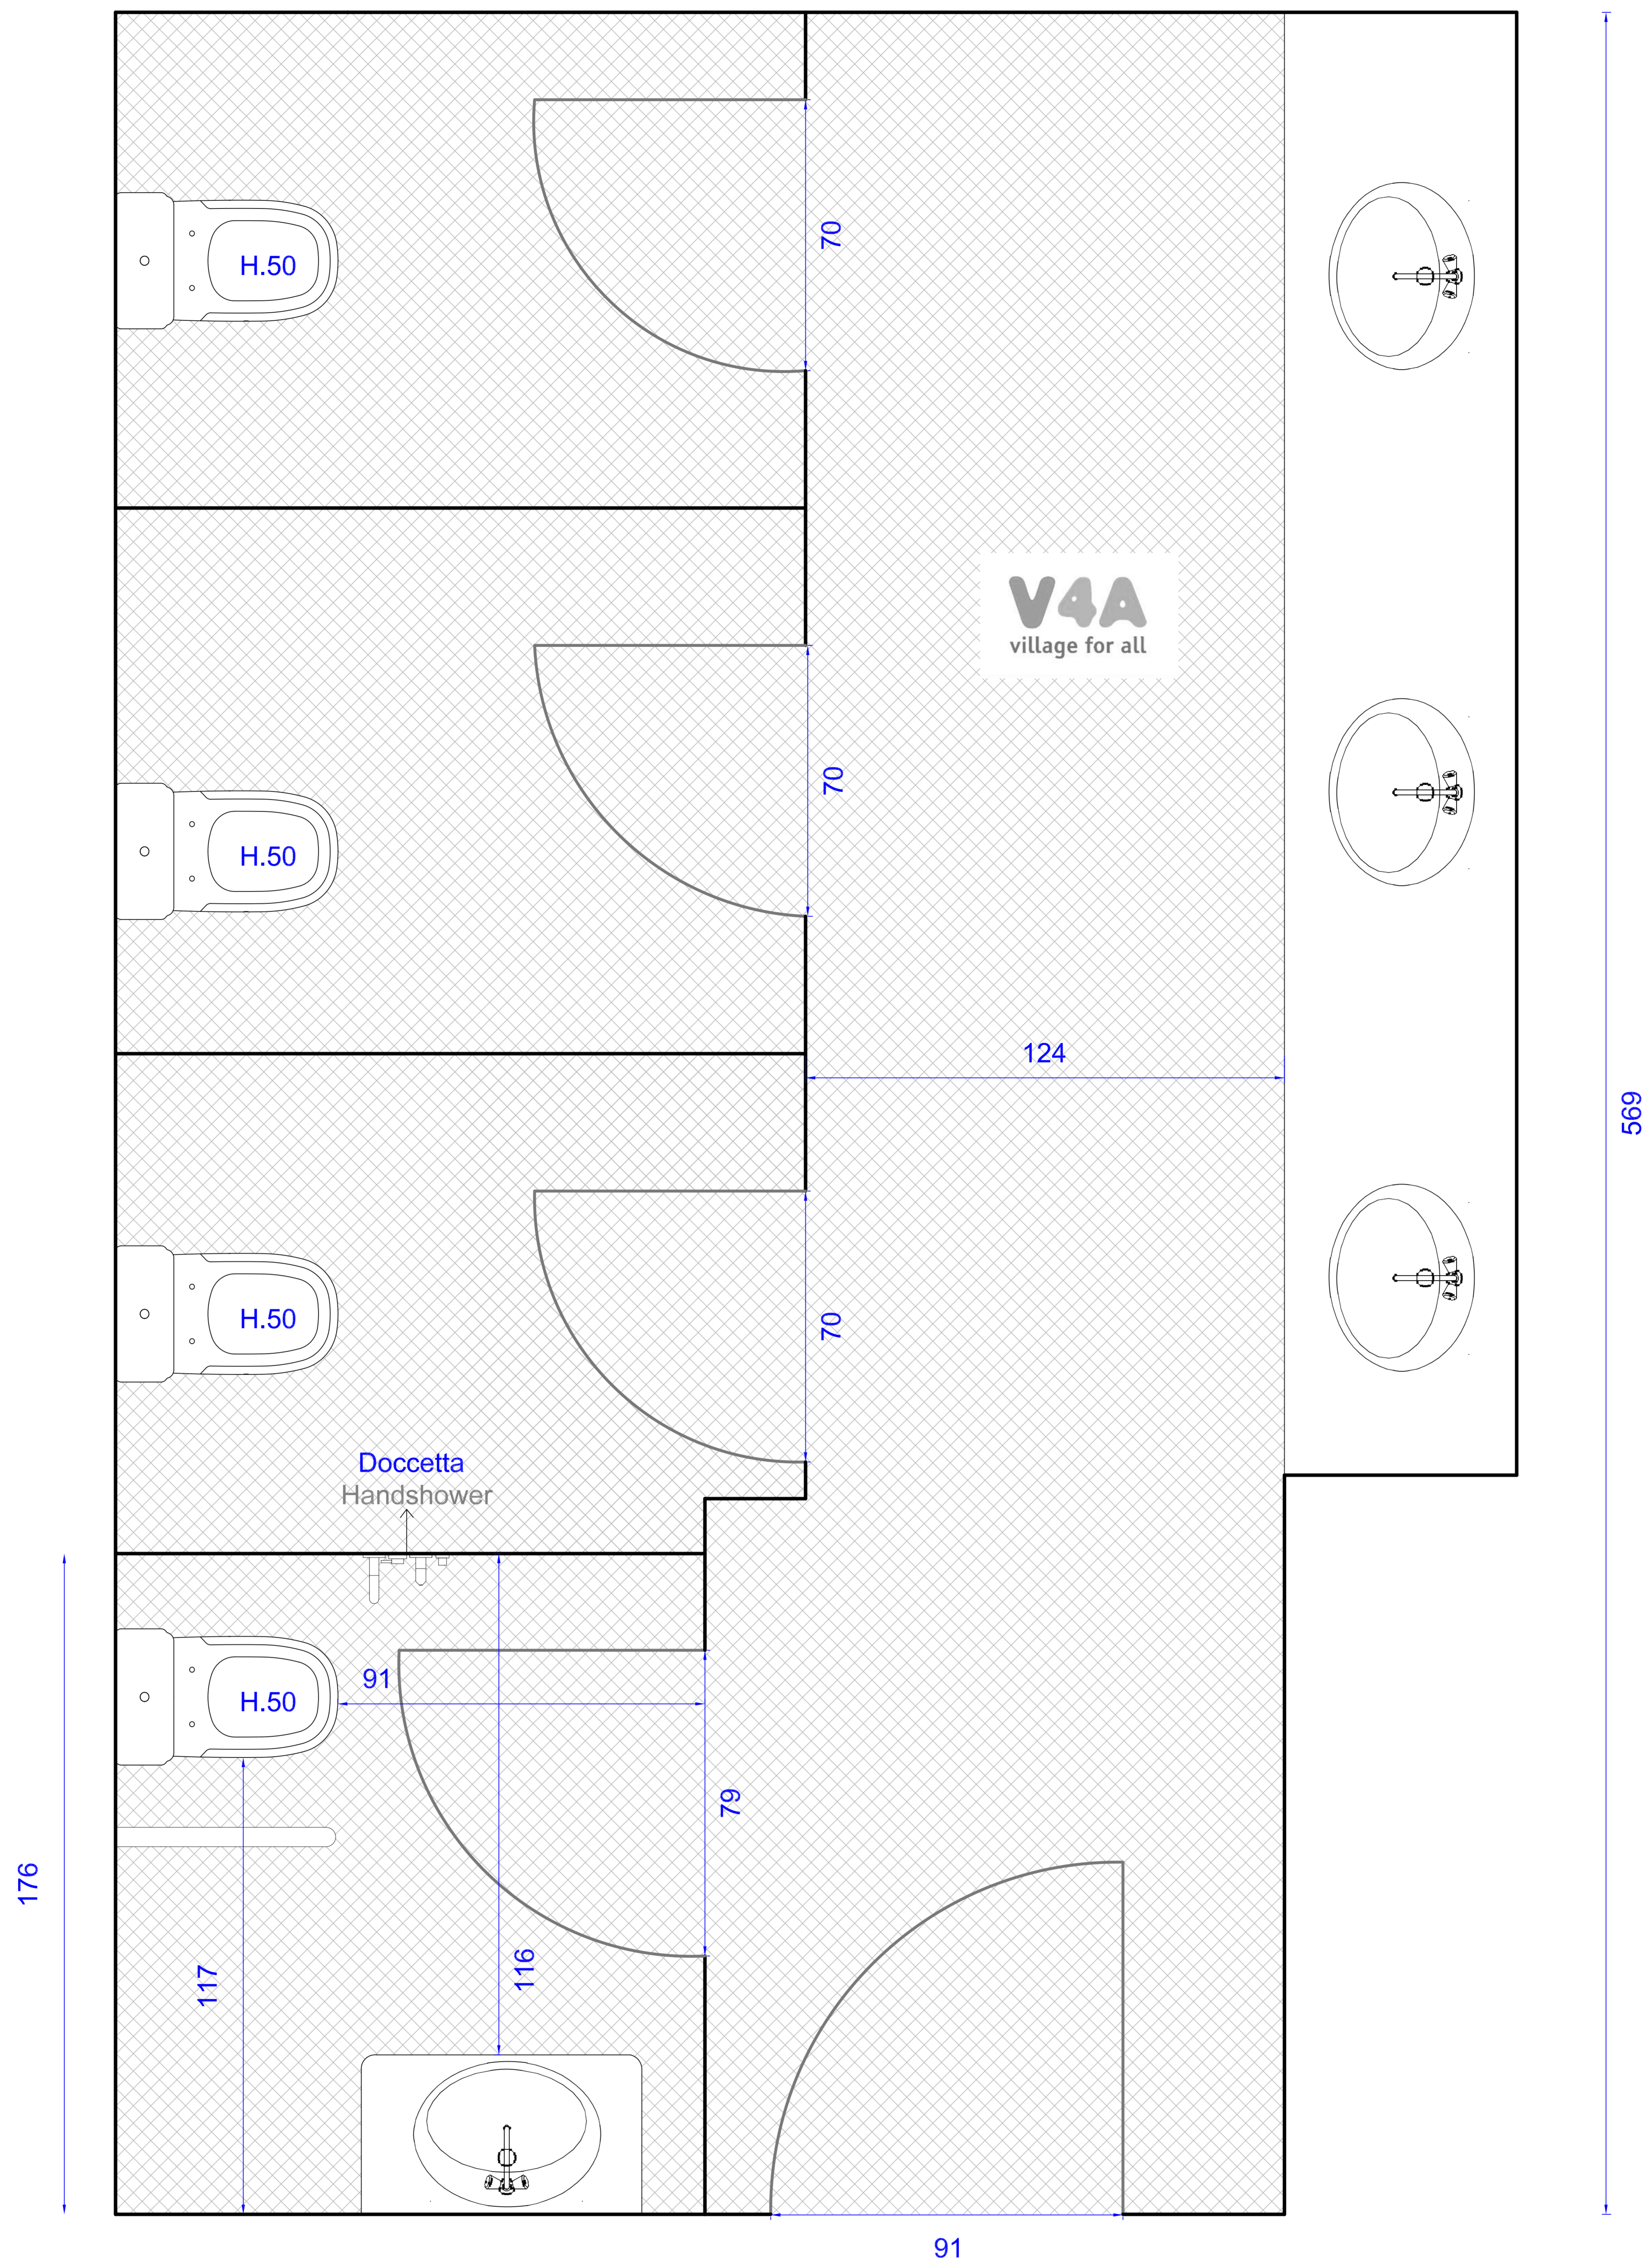 H.50
70
V4A
village for all
H.50
70
124
569
H.50
70
Doccetta
Handshower
H.50
91
79
176
117
116
91